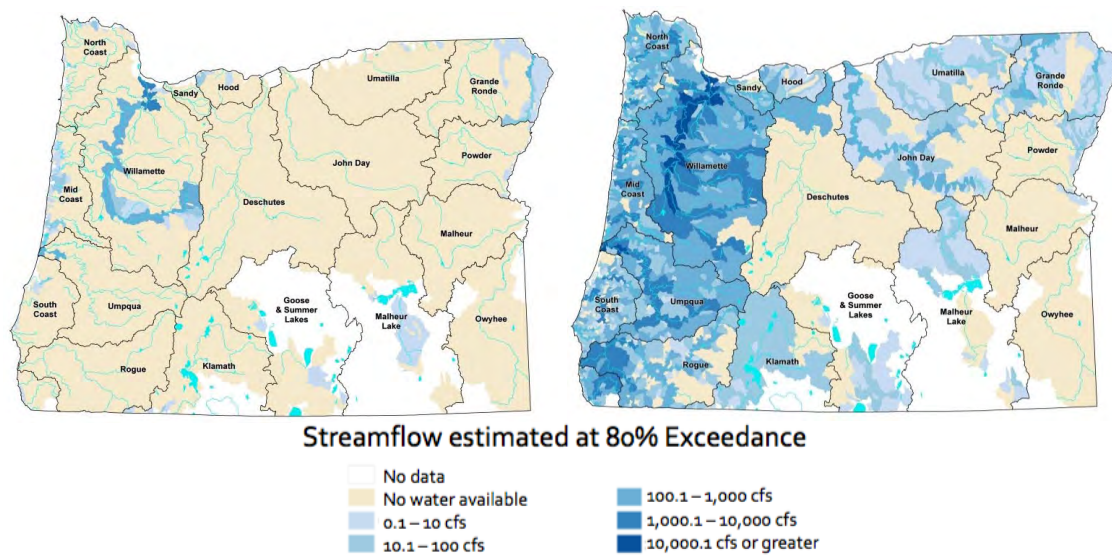 North
Coast
Sandy
Hood
Umatilla
Grande
Ronde
Willamette
Mid
Coast
John Day
Powder
Deschutes
Malheur
South
Coast
Umpqua
Goose
& Summer
Lakes
Malheur
Lake
Owyhee
Rogue
Klamath
North
Coast
Sandy
Hood
Umatilla
Grande
Ronde
Willamette
Mid
Coast
John Day
Powder
Deschutes
Malheur
South
Coast
Umpqua
Goose
& Summer
Lakes
Malheur
Lake
Owyhee
Rogue
Klamath
Streamflow estimated at 80% Exceedance
No data
No water available
0.1 – 10 cfs
10.1 – 100 cfs
100.1 – 1,000 cfs
1,000.1 – 10,000 cfs
10,000.1 cfs or greater